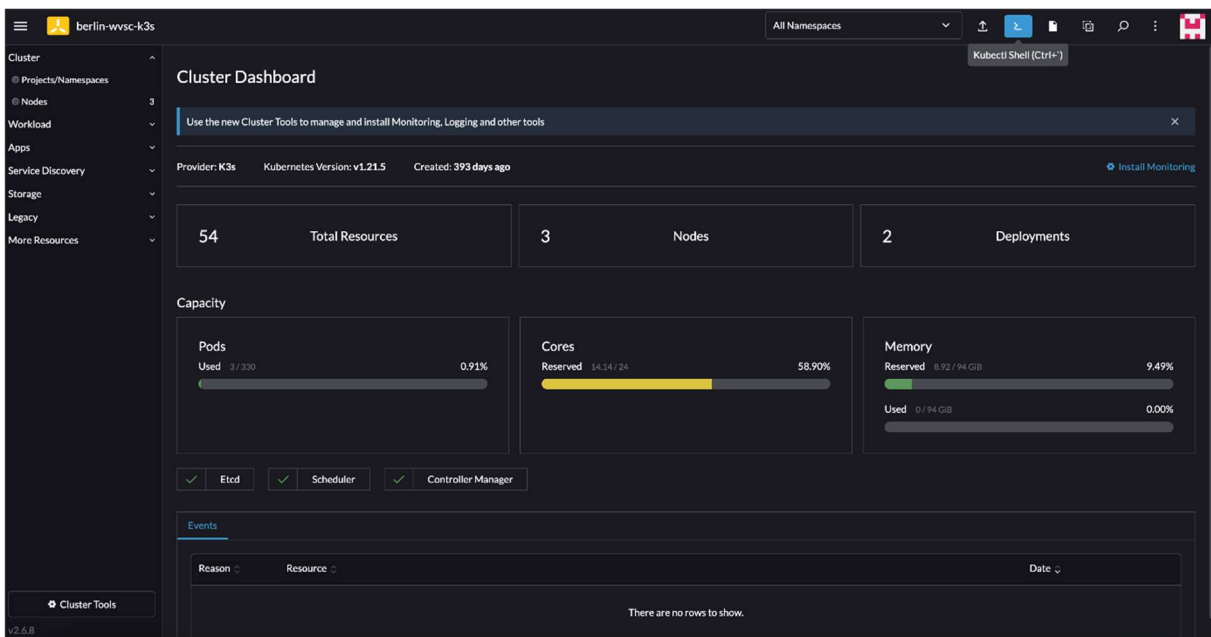 berlin-wvsc-k3s
All Namespaces
Kubectl Shell (Ctrl+`)
Cluster
Projects/Namespaces
Nodes 3
Workload
Apps
Service Discovery
Storage
Legacy
More Resources
Cluster Tools
v2.6.8
Cluster Dashboard
Use the new Cluster Tools to manage and install Monitoring, Logging and other tools
Provider: K3s Kubernetes Version: v1.21.5 Created: 393 days ago Install Monitoring
54 Total Resources 3 Nodes 2 Deployments
Capacity
Pods
Used 3 / 330 0.91%
Cores
Reserved 14.14 / 24 58.90%
Memory
Reserved 8.92 / 94 GiB 9.49%
Used 0 / 94 GiB 0.00%
Etcd Scheduler Controller Manager
Events
Reason Resource Date
There are no rows to show.